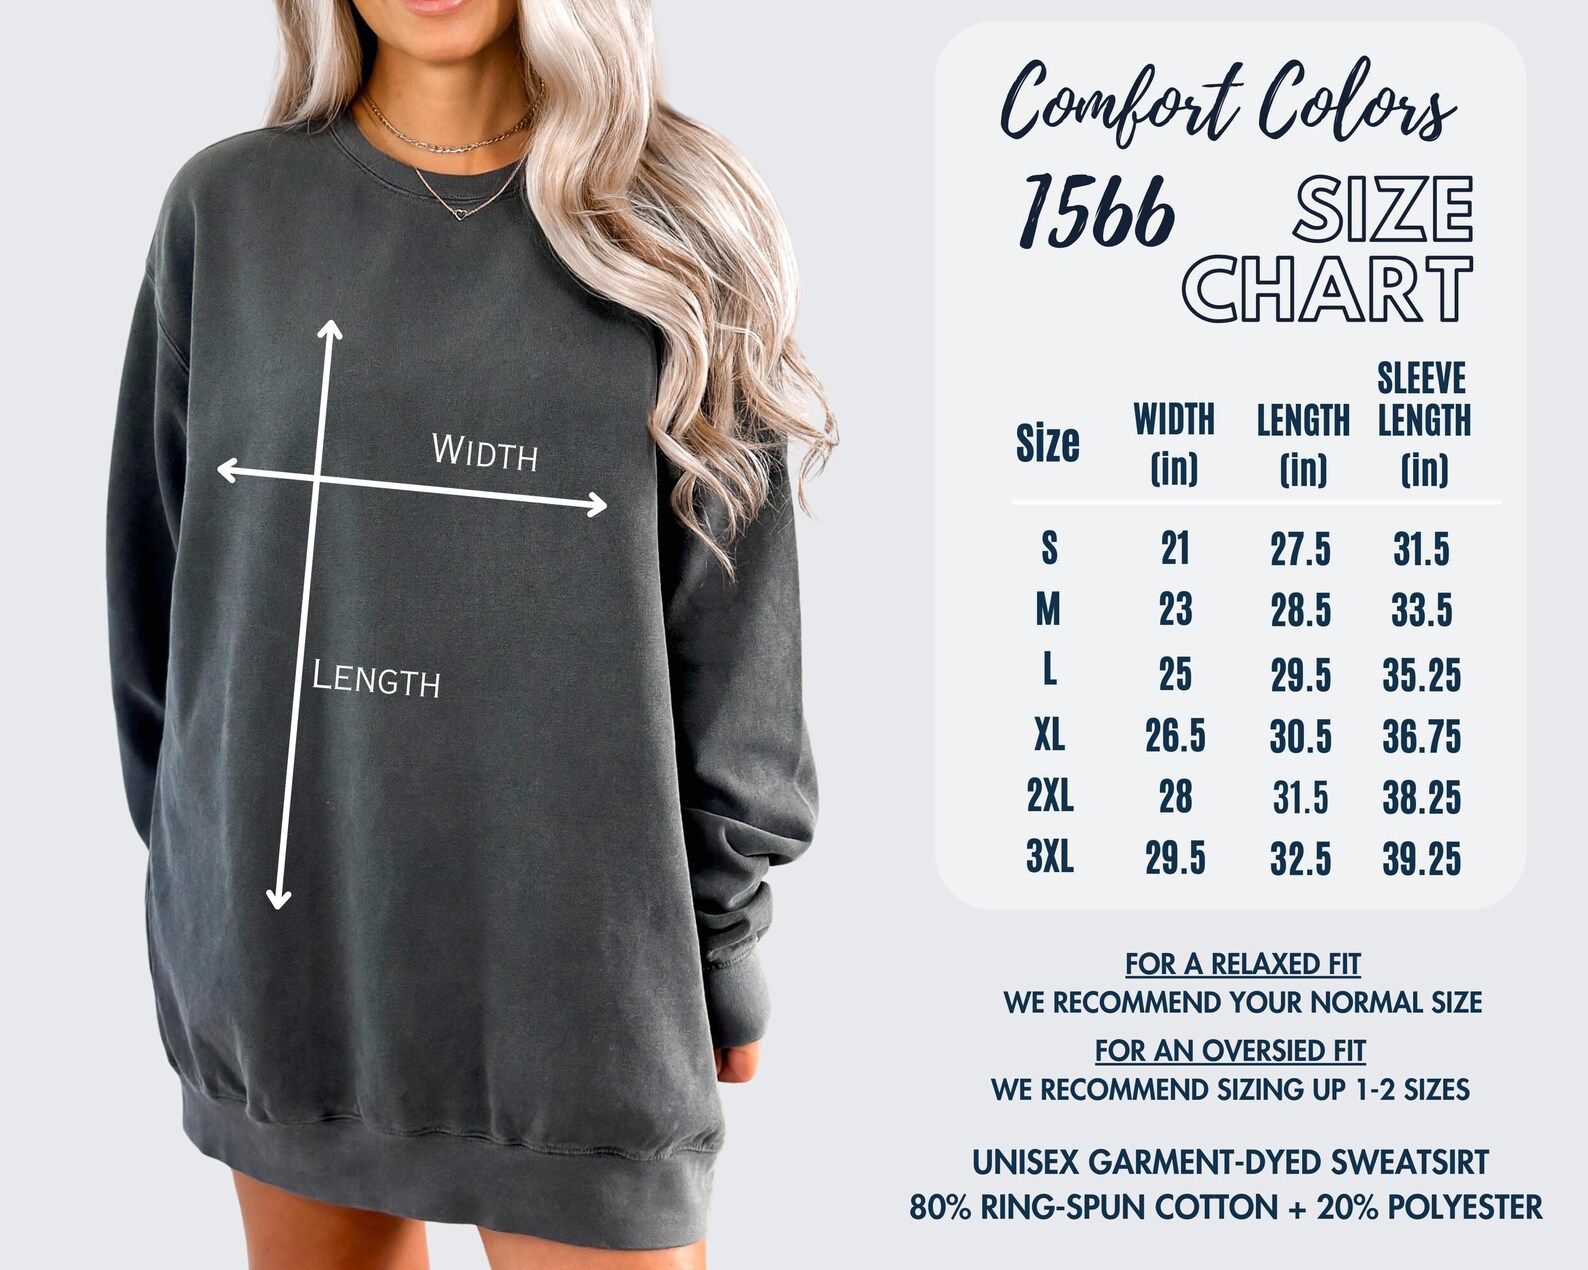 Comfort Colors
1566 SIZE
CHART
Size WIDTH (in) LENGTH (in) SLEEVE LENGTH (in)
S 21 27.5 31.5
M 23 28.5 33.5
L 25 29.5 35.25
XL 26.5 30.5 36.75
2XL 28 31.5 38.25
3XL 29.5 32.5 39.25
FOR A RELAXED FIT
WE RECOMMEND YOUR NORMAL SIZE
FOR AN OVERSIED FIT
WE RECOMMEND SIZING UP 1-2 SIZES
UNISEX GARMENT-DYED SWEATSIRT
80% RING-SPUN COTTON + 20% POLYESTER
WIDTH
LENGTH